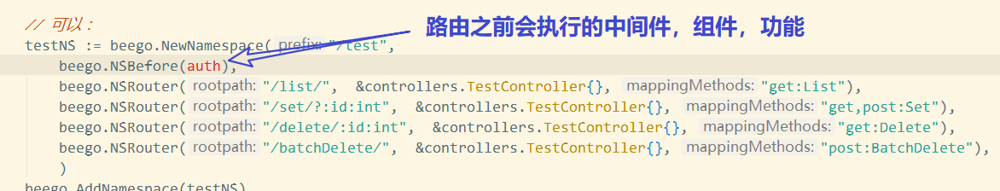 // 可以：
路由之前会执行的中间件，组件，功能
testNS := beego.NewNamespace( prefix: "/test",
beego.NSBefore(auth),
beego.NSRouter( rootpath: "/list/", &controllers.TestController{}, mappingMethods: "get:List"),
beego.NSRouter( rootpath: "/set/?:id:int", &controllers.TestController{}, mappingMethods: "get,post:Set"),
beego.NSRouter( rootpath: "/delete/:id:int", &controllers.TestController{}, mappingMethods: "get:Delete"),
beego.NSRouter( rootpath: "/batchDelete/", &controllers.TestController{}, mappingMethods: "post:BatchDelete"),
)
beego.AddNamespace(testNS)